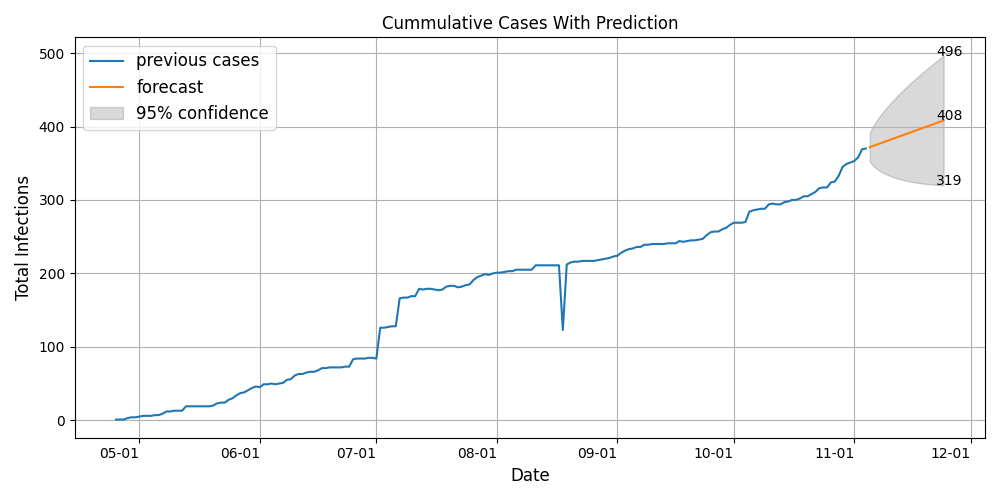 Cummulative Cases With Prediction
previous cases
forecast
95% confidence
Total Infections
500
400
300
200
100
0
496
408
319
05-01 06-01 07-01 08-01 09-01 10-01 11-01 12-01
Date